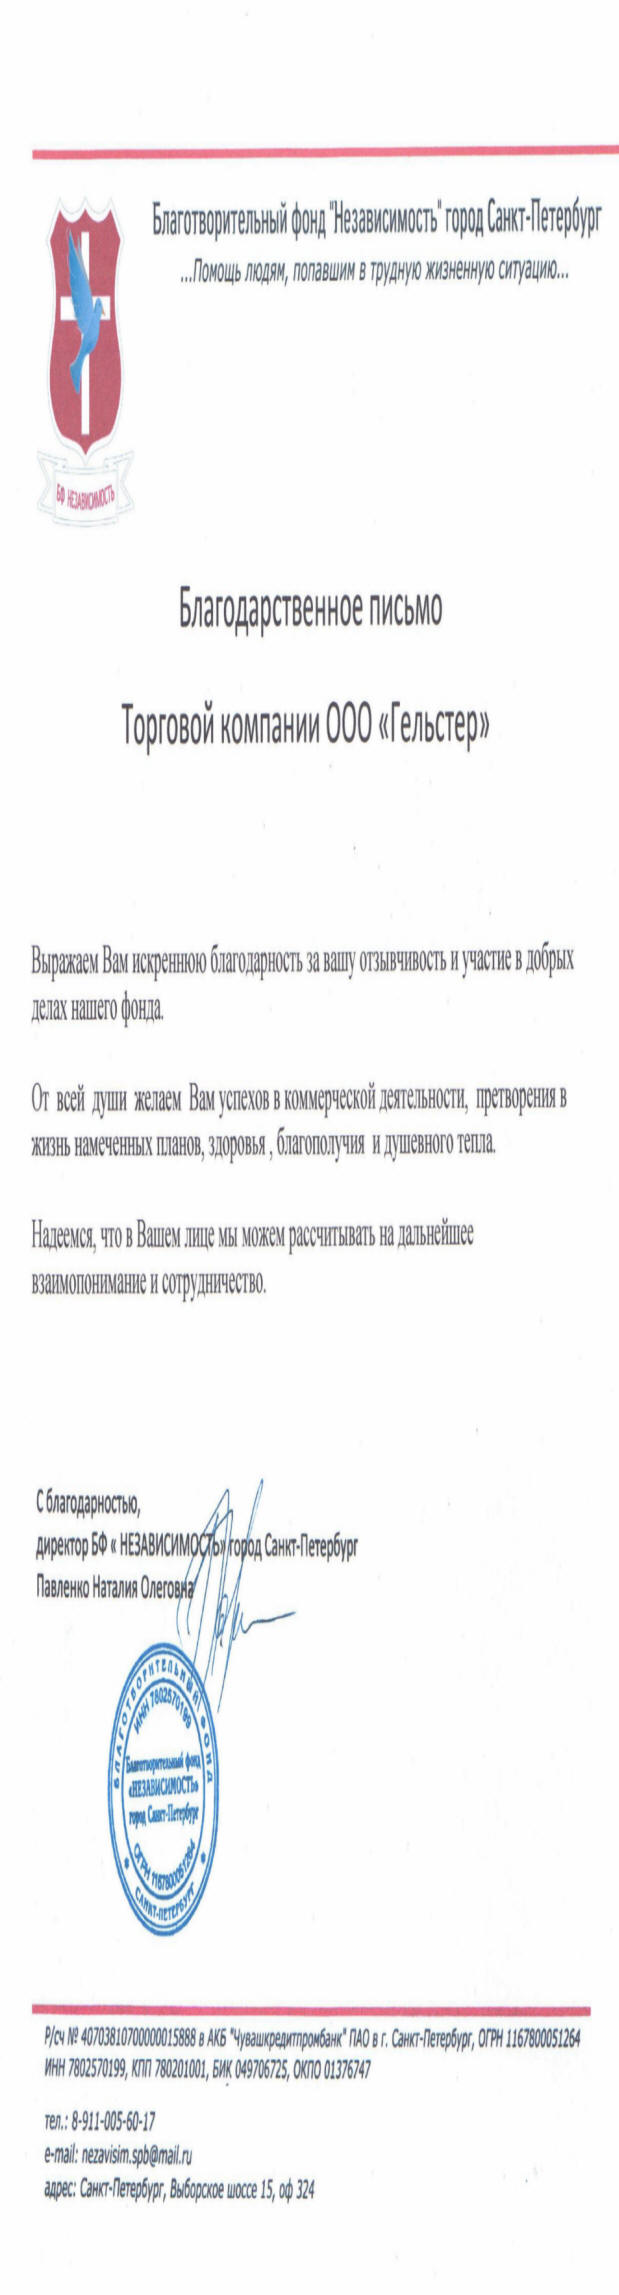 Благотворительный фонд "Независимость" город Санкт-Петербург
...Помощь людям, попавшим в трудную жизненную ситуацию...
БФ НЕЗАВИСИМОСТЬ
Благодарственное письмо
Торговой компании ООО «Гельстер»
Выражаем Вам искреннюю благодарность за вашу отзывчивость и участие в добрых
делах нашего фонда.
От всей души желаем Вам успехов в коммерческой деятельности, претворения в
жизнь намеченных планов, здоровья , благополучия и душевного тепла.
Надеемся, что в Вашем лице мы можем рассчитывать на дальнейшее
взаимопонимание и сотрудничество.
С благодарностью,
директор БФ « НЕЗАВИСИМОСТЬ» город Санкт-Петербург
Павленко Наталия Олеговна
БЛАГОТВОРИТЕЛЬНЫЙ ФОНД
ИНН 7802570199
Благотворительный фонд
«НЕЗАВИСИМОСТЬ»
город Санкт-Петербург
ОГРН 1167800051264
САНКТ-ПЕТЕРБУРГ
Р/сч № 40703810700000015888 в АКБ "Чувашкредитпромбанк" ПАО в г. Санкт-Петербург, ОГРН 1167800051264
ИНН 7802570199, КПП 780201001, БИК 049706725, ОКПО 01376747
тел.: 8-911-005-60-17
e-mail: nezavisim.spb@mail.ru
адрес: Санкт-Петербург, Выборское шоссе 15, оф 324